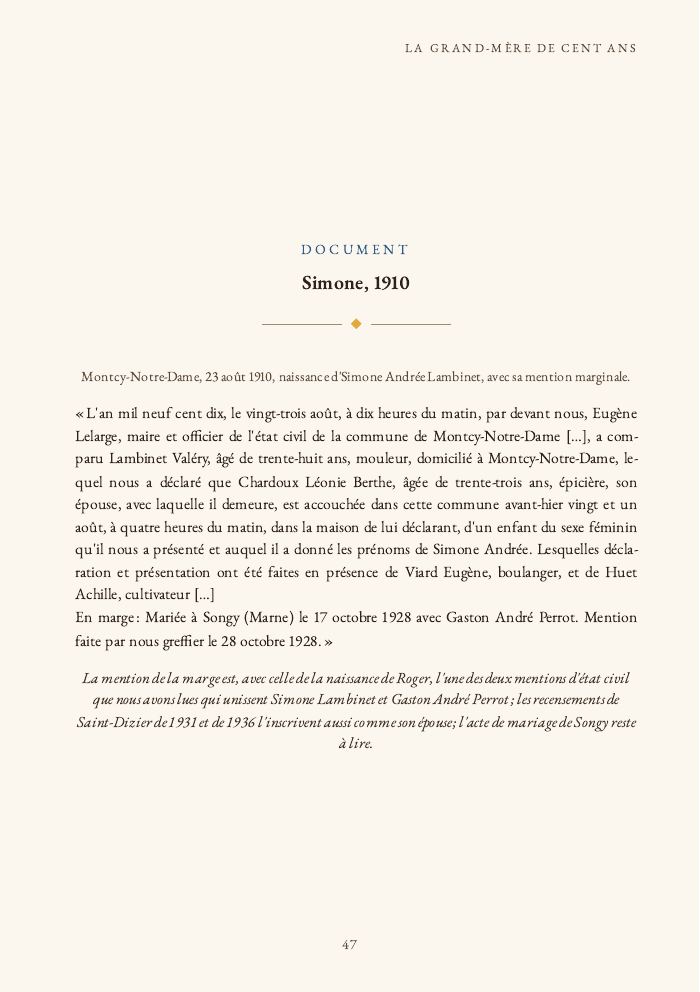 LA GRAND-MÈRE DE CENT ANS
DOCUMENT
Simone, 1910
Montcy-Notre-Dame, 23 août 1910, naissance d'Simone Andrée Lambinet, avec sa mention marginale.
« L'an mil neuf cent dix, le vingt-trois août, à dix heures du matin, par devant nous, Eugène
Lelarge, maire et officier de l'état civil de la commune de Montcy-Notre-Dame [...], a com-
paru Lambinet Valéry, âgé de trente-huit ans, mouleur, domicilié à Montcy-Notre-Dame, le-
quel nous a déclaré que Chardoux Léonie Berthe, âgée de trente-trois ans, épicière, son
épouse, avec laquelle il demeure, est accouchée dans cette commune avant-hier vingt et un
août, à quatre heures du matin, dans la maison de lui déclarant, d'un enfant du sexe féminin
qu'il nous a présenté et auquel il a donné les prénoms de Simone Andrée. Lesquelles décla-
ration et présentation ont été faites en présence de Viard Eugène, boulanger, et de Huet
Achille, cultivateur [...]
En marge : Mariée à Songy (Marne) le 17 octobre 1928 avec Gaston André Perrot. Mention
faite par nous greffier le 28 octobre 1928. »
La mention de la marge est, avec celle de la naissance de Roger, l'une des deux mentions d'état civil
que nous avons lues qui unissent Simone Lambinet et Gaston André Perrot ; les recensements de
Saint-Dizier de 1931 et de 1936 l'inscrivent aussi comme son épouse; l'acte de mariage de Songy reste
à lire.
47